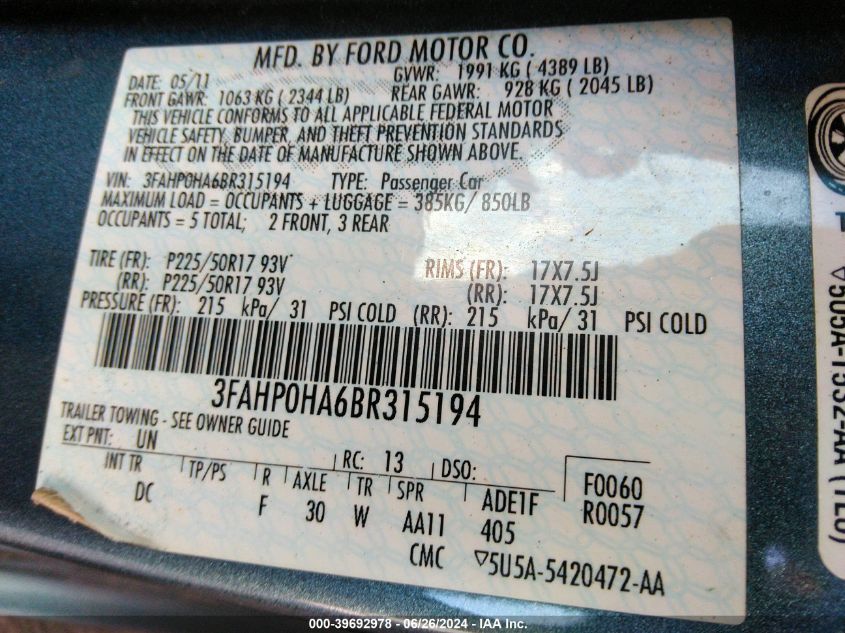 MFD. BY FORD MOTOR CO.
DATE: 05/11 GVWR: 1991 KG ( 4389 LB)
FRONT GAWR: 1063 KG ( 2344 LB) REAR GAWR: 928 KG ( 2045 LB)
THIS VEHICLE CONFORMS TO ALL APPLICABLE FEDERAL MOTOR
VEHICLE SAFETY, BUMPER, AND THEFT PREVENTION STANDARDS
IN EFFECT ON THE DATE OF MANUFACTURE SHOWN ABOVE.
VIN: 3FAHP0HA6BR315194 TYPE: Passenger Car
MAXIMUM LOAD = OCCUPANTS + LUGGAGE = 385KG/ 850LB
OCCUPANTS = 5 TOTAL; 2 FRONT, 3 REAR
TIRE (FR): P225/50R17 93V RIMS (FR): 17X7.5J
(RR): P225/50R17 93V (RR): 17X7.5J
PRESSURE (FR): 215 kPa/ 31 PSI COLD (RR): 215 kPa/ 31 PSI COLD
3FAHP0HA6BR315194
TRAILER TOWING - SEE OWNER GUIDE
EXT PNT: UN RC: 13 DSO: F0060
INT TR TP/PS R AXLE TR SPR ADE1F R0057
DC F 30 W AA11 405
CMC ▽5U5A-5420472-AA
▽5U5A-1532-AA (TLU)
000-39692978 - 06/26/2024 - IAA Inc.